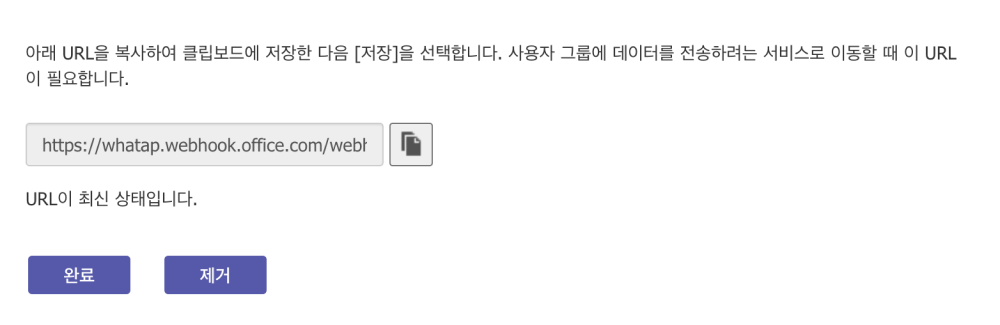 아래 URL을 복사하여 클립보드에 저장한 다음 [저장]을 선택합니다. 사용자 그룹에 데이터를 전송하려는 서비스로 이동할 때 이 URL
이 필요합니다.
https://whatap.webhook.office.com/webh
URL이 최신 상태입니다.
완료 제거